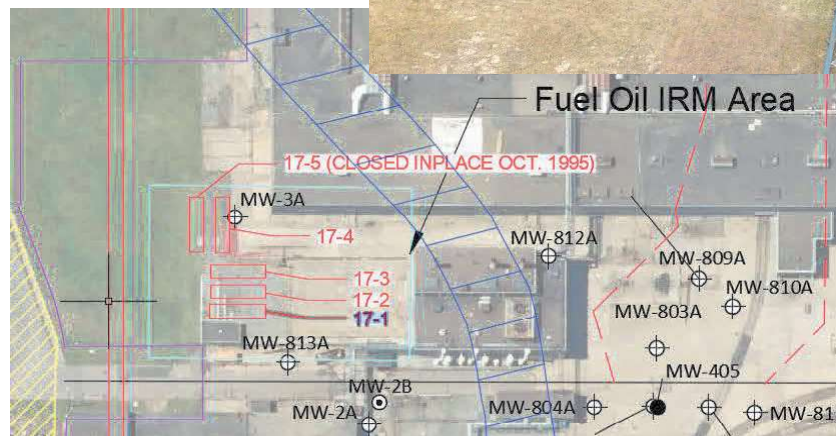 Fuel Oil IRM Area
17-5 (CLOSED INPLACE OCT. 1995)
MW-3A
17-4
MW-812A
17-3
MW-809A
17-2
MW-810A
17-1
MW-803A
MW-813A
MW-405
MW-2B
MW-2A
MW-804A
MW-81